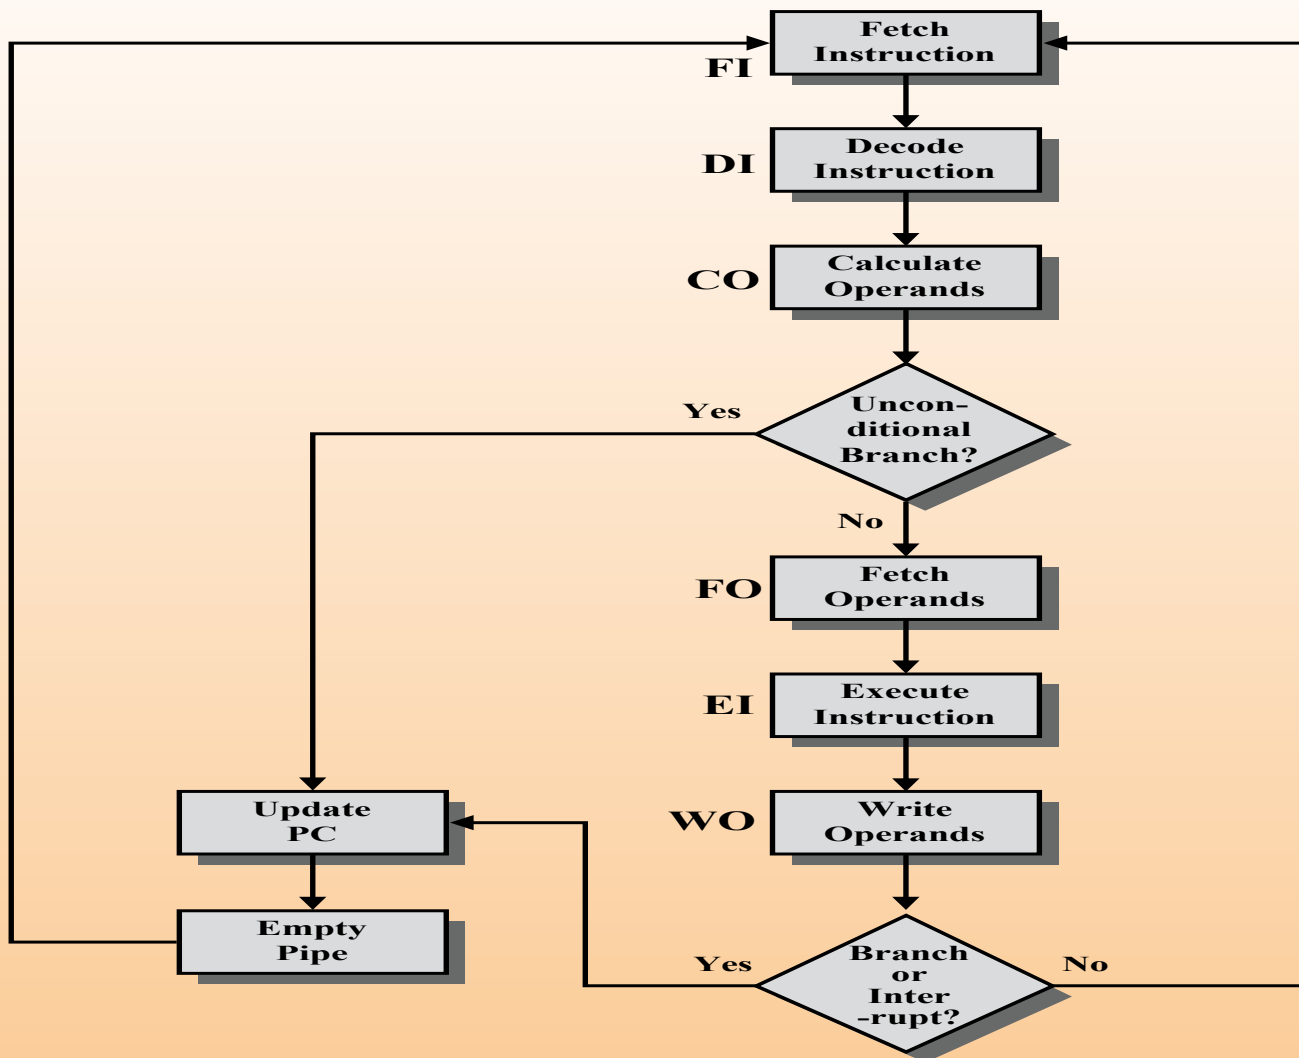 Fetch
Instruction
FI
Decode
Instruction
DI
Calculate
Operands
CO
Uncon-
ditional
Branch?
Yes
No
Fetch
Operands
FO
Execute
Instruction
EI
Update
PC
WO
Write
Operands
Empty
Pipe
Yes
Branch
or
Inter
-rupt?
No